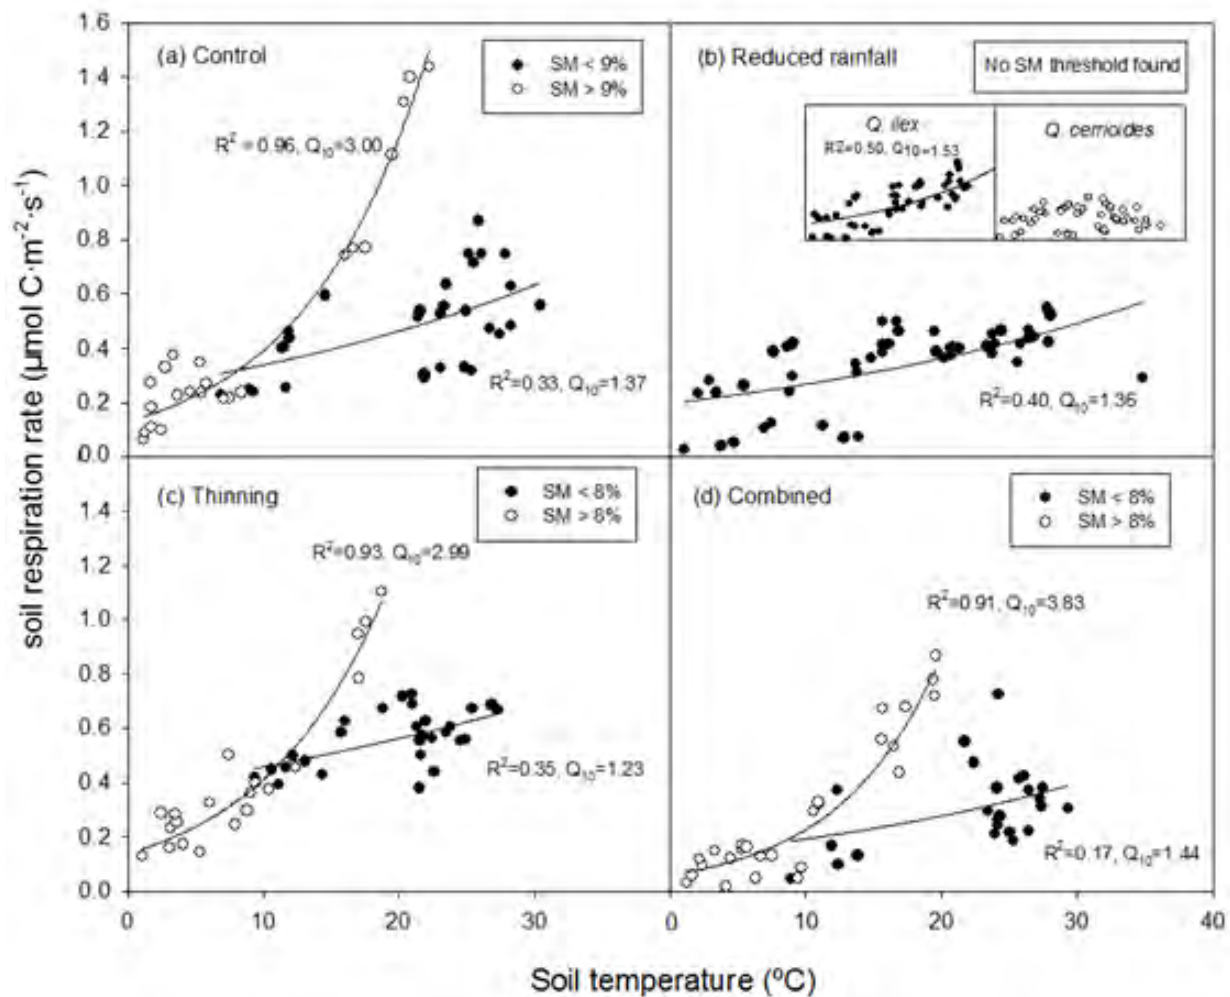 soil respiration rate (µmol C·m⁻²·s⁻¹)
1.6
1.4
1.2
1.0
0.8
0.6
0.4
0.2
0.0
(a) Control
SM < 9%
SM > 9%
R² = 0.96, Q₁₀=3.00
R²=0.33, Q₁₀=1.37
(b) Reduced rainfall
No SM threshold found
Q. ilex
R²=0.50, Q₁₀=1.53
Q. cerrioides
R²=0.40, Q₁₀=1.36
1.4
1.2
1.0
0.8
0.6
0.4
0.2
0.0
(c) Thinning
SM < 8%
SM > 8%
R²=0.93, Q₁₀=2.99
R²=0.35, Q₁₀=1.23
(d) Combined
SM < 8%
SM > 8%
R²=0.91, Q₁₀=3.83
R²=0.17, Q₁₀=1.44
0 10 20 30 0 10 20 30 40
Soil temperature (ºC)